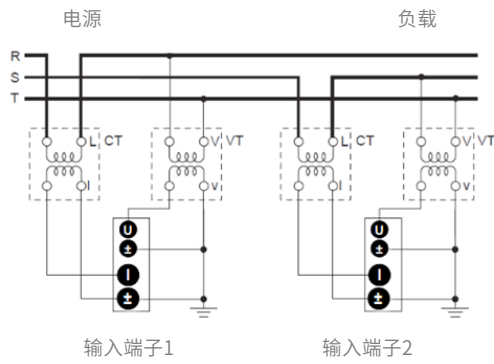 电源 负载
R
S
T
L CT V VT L CT V VT
l v l v
U U
± ±
I I
± ±
输入端子1 输入端子2